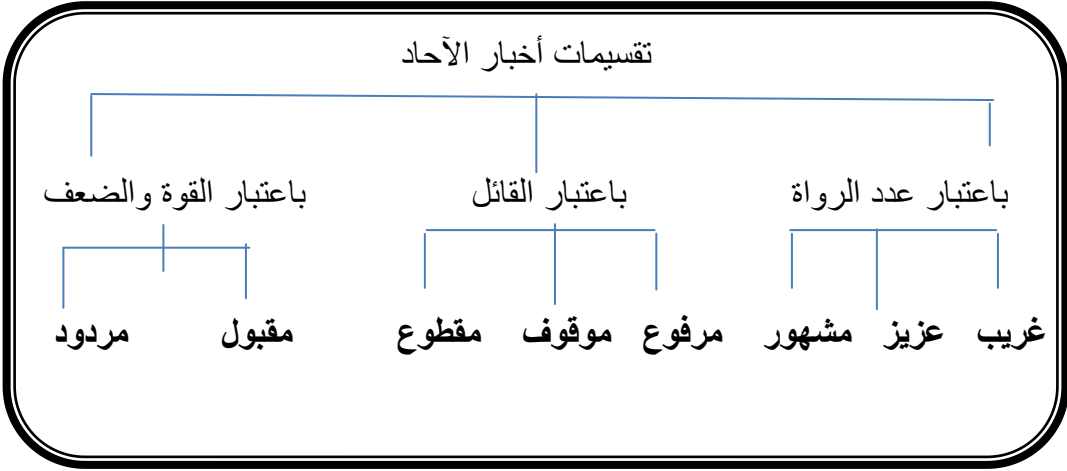 تقسيمات أخبار الآحاد
باعتبار عدد الرواة باعتبار القائل باعتبار القوة والضعف
غريب عزيز مشهور مرفوع موقوف مقطوع مقبول مردود